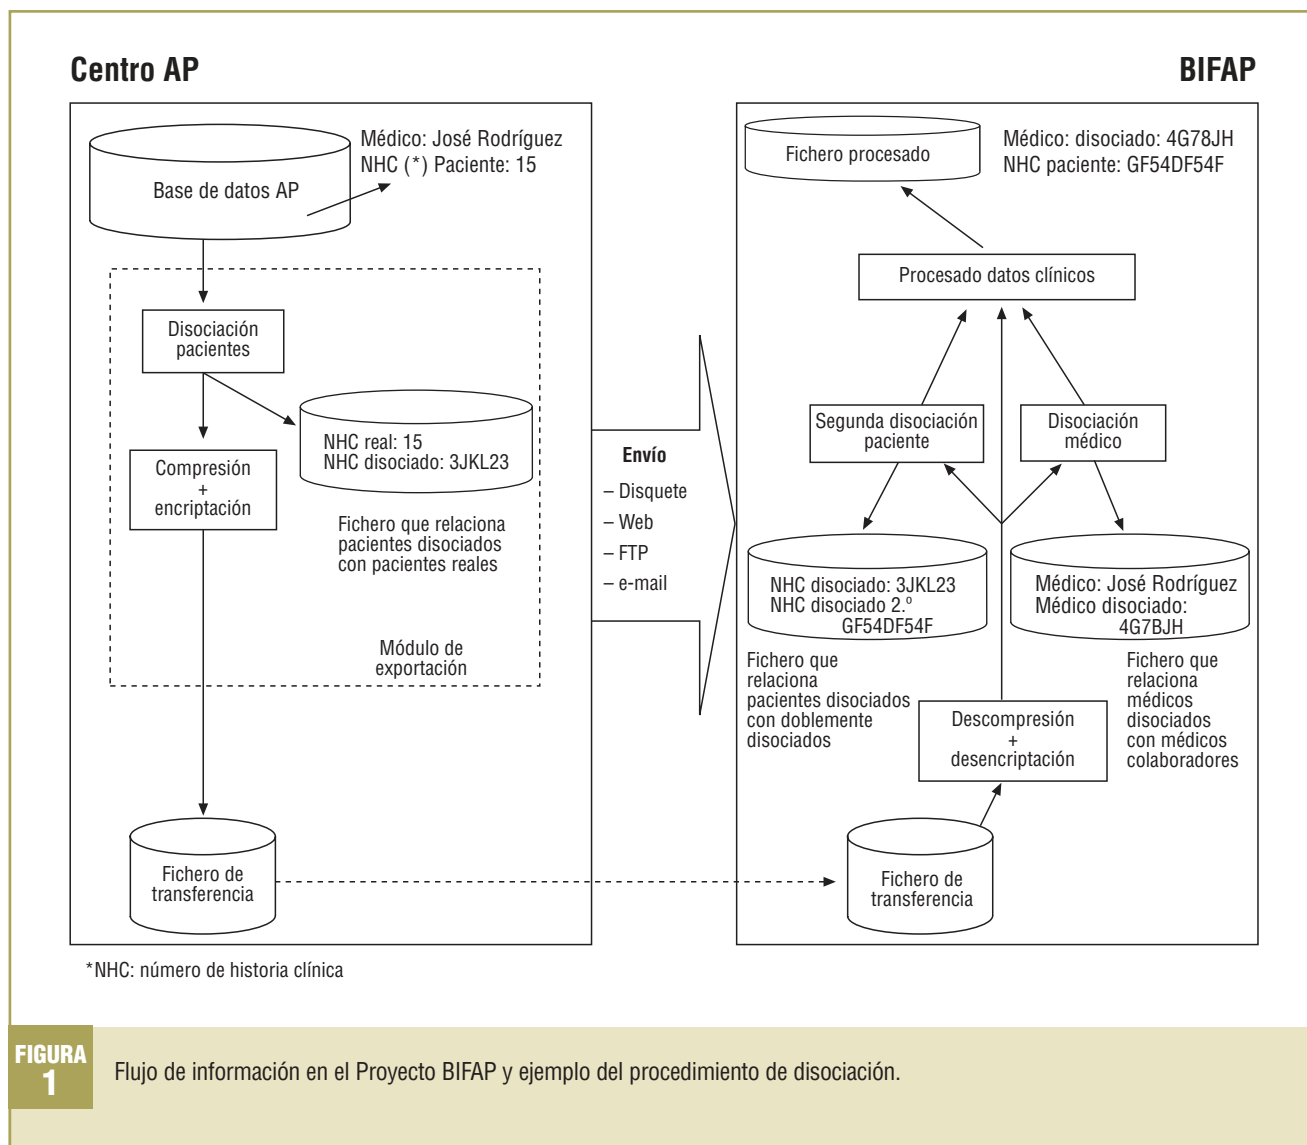 Centro AP
Médico: José Rodríguez
NHC (*) Paciente: 15
Base de datos AP
Disociación
pacientes
NHC real: 15
NHC disociado: 3JKL23
Compresión
+
encriptación
Fichero que relaciona
pacientes disociados
con pacientes reales
Módulo de
exportación
Fichero de
transferencia
*NHC: número de historia clínica
Envío
– Disquete
– Web
– FTP
– e-mail
BIFAP
Fichero procesado
Médico: disociado: 4G78JH
NHC paciente: GF54DF54F
Procesado datos clínicos
Segunda disociación
paciente
Disociación
médico
NHC disociado: 3JKL23
NHC disociado 2.º
GF54DF54F
Médico: José Rodríguez
Médico disociado:
4G7BJH
Fichero que
relaciona
pacientes disociados
con doblemente
disociados
Fichero que
relaciona
médicos
disociados
con médicos
colaboradores
Descompresión
+
desencriptación
Fichero de
transferencia
FIGURA
1
Flujo de información en el Proyecto BIFAP y ejemplo del procedimiento de disociación.